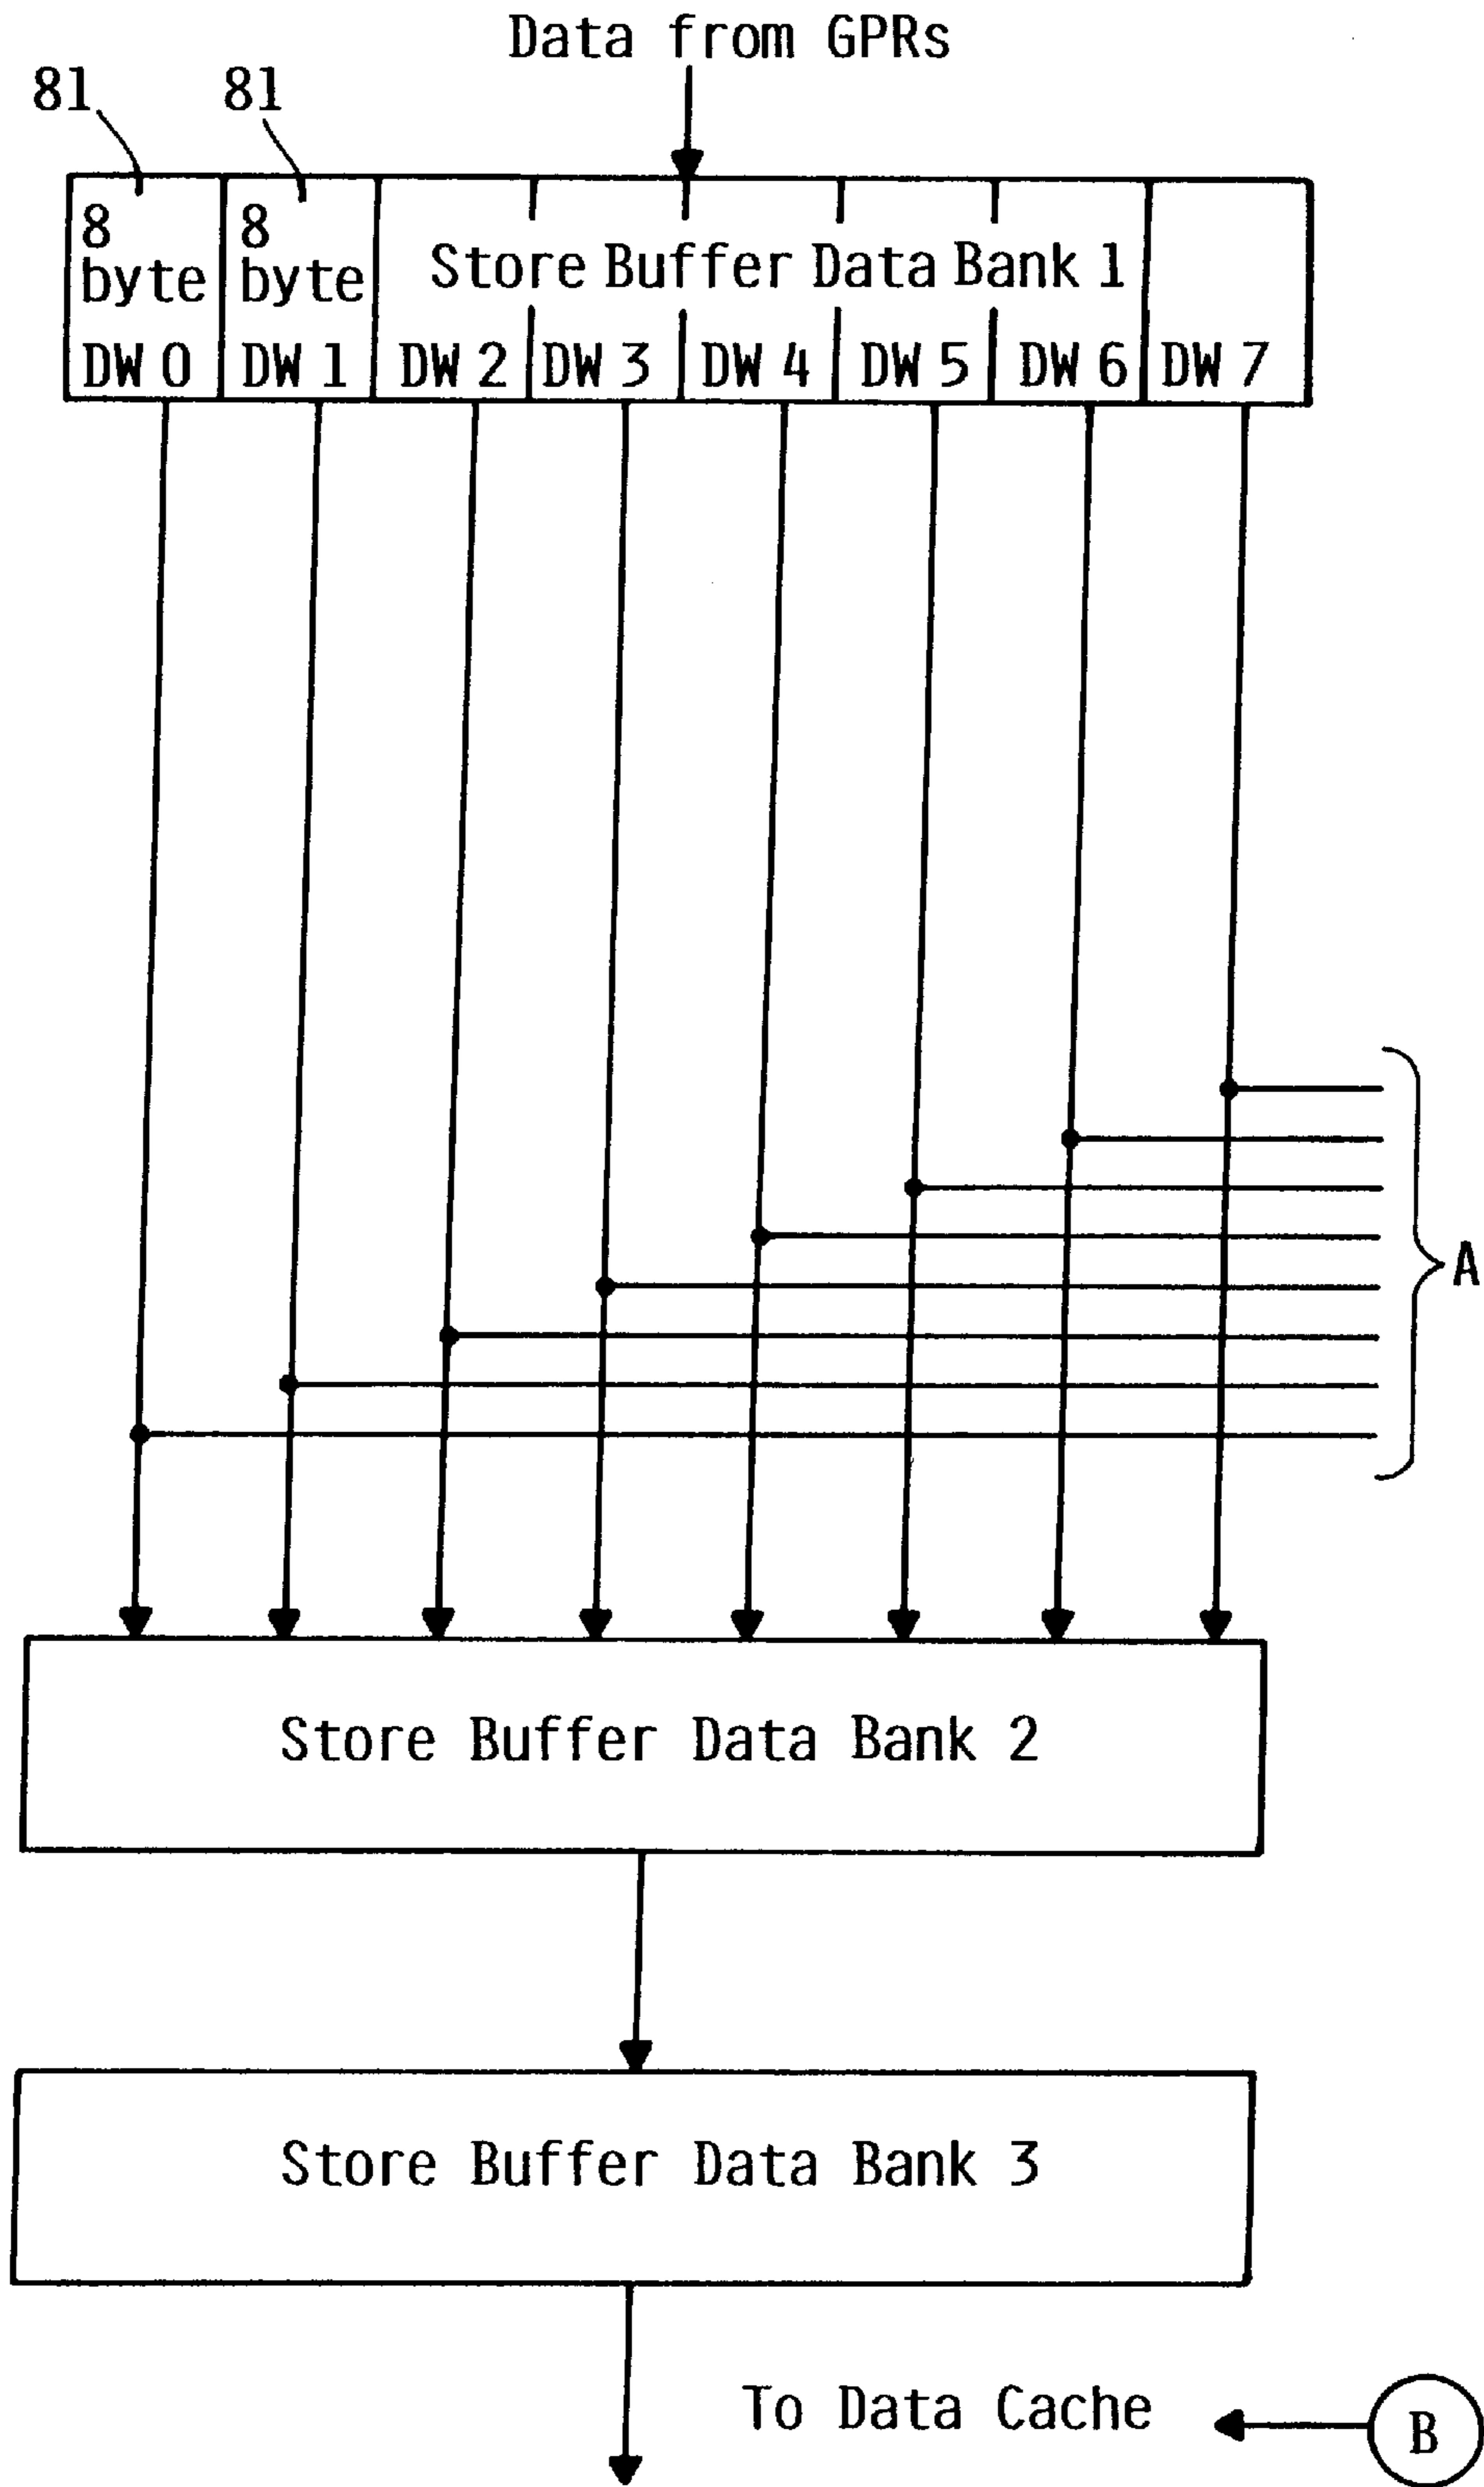 Data from GPRs
81 81
8 byte 8 byte Store Buffer Data Bank 1
DW 0 DW 1 DW 2 DW 3 DW 4 DW 5 DW 6 DW 7
A
Store Buffer Data Bank 2
Store Buffer Data Bank 3
To Data Cache B